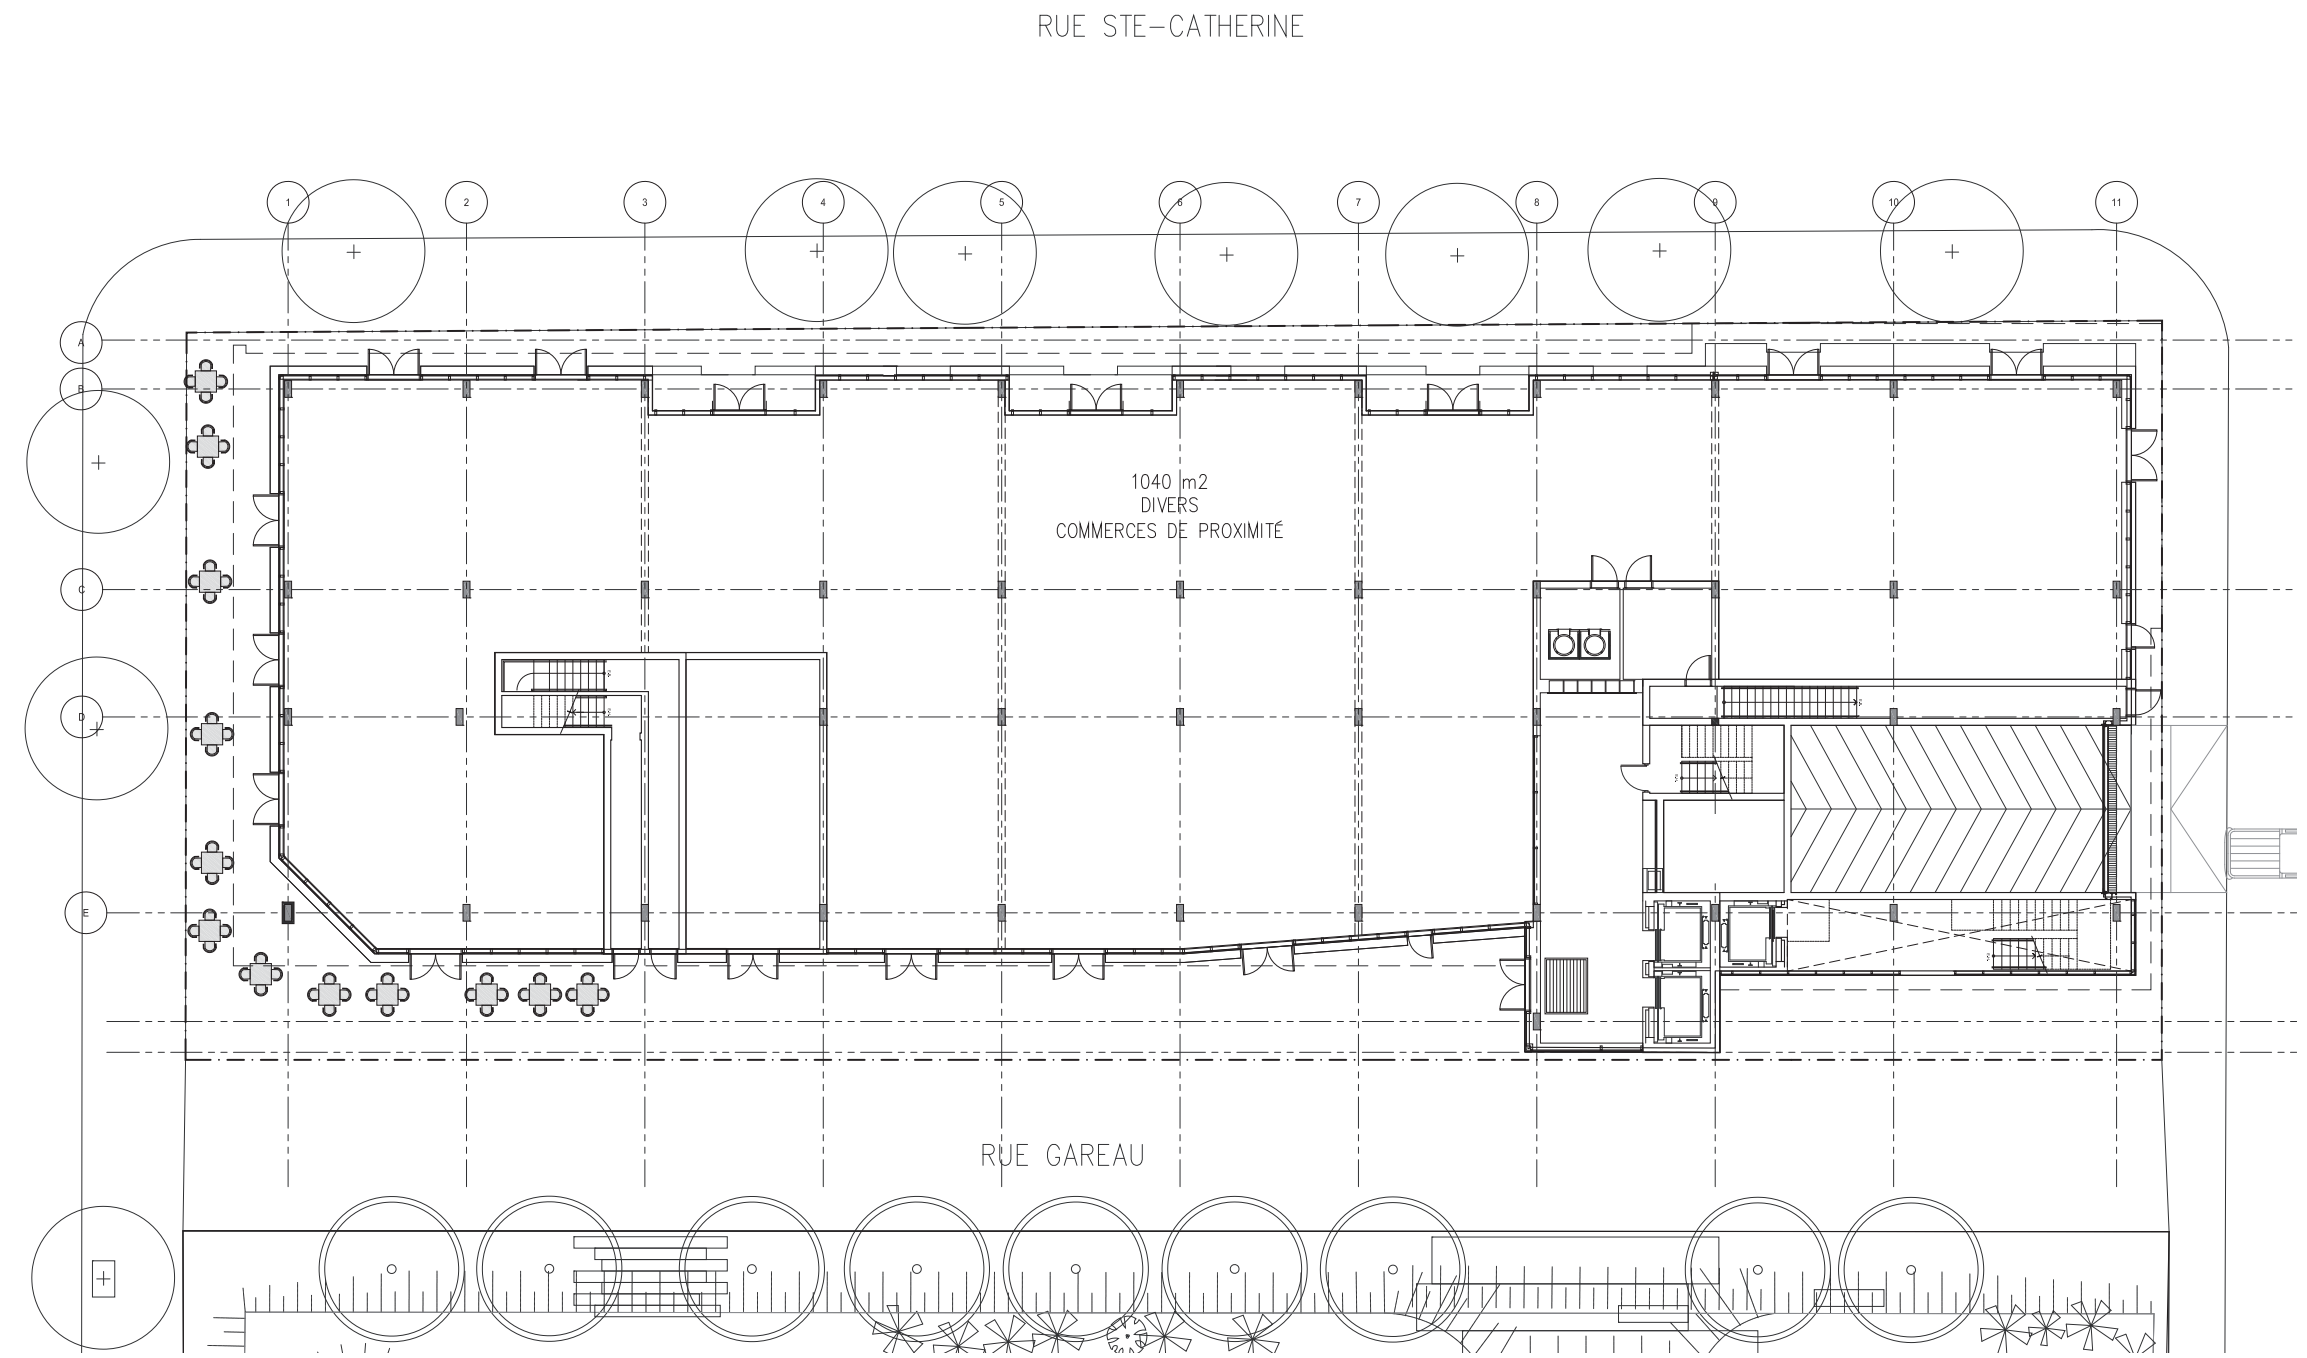 RUE STE-CATHERINE
1 2 3 4 5 6 7 8 9 10 11
A
B
C
D
E
1040 m2
DIVERS
COMMERCES DE PROXIMITÉ
RUE GAREAU